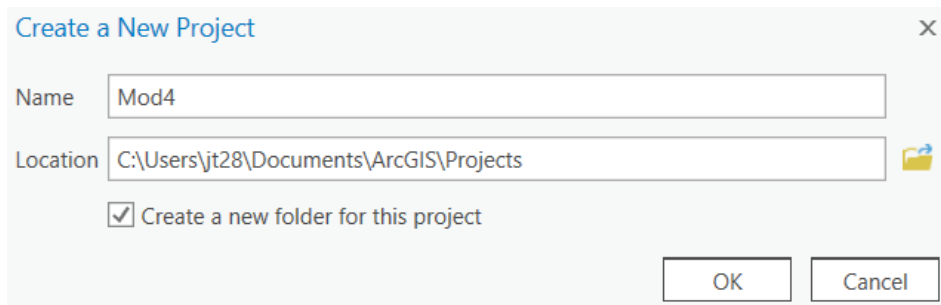 Create a New Project
Name Mod4
Location C:\Users\jt28\Documents\ArcGIS\Projects
Create a new folder for this project
OK Cancel